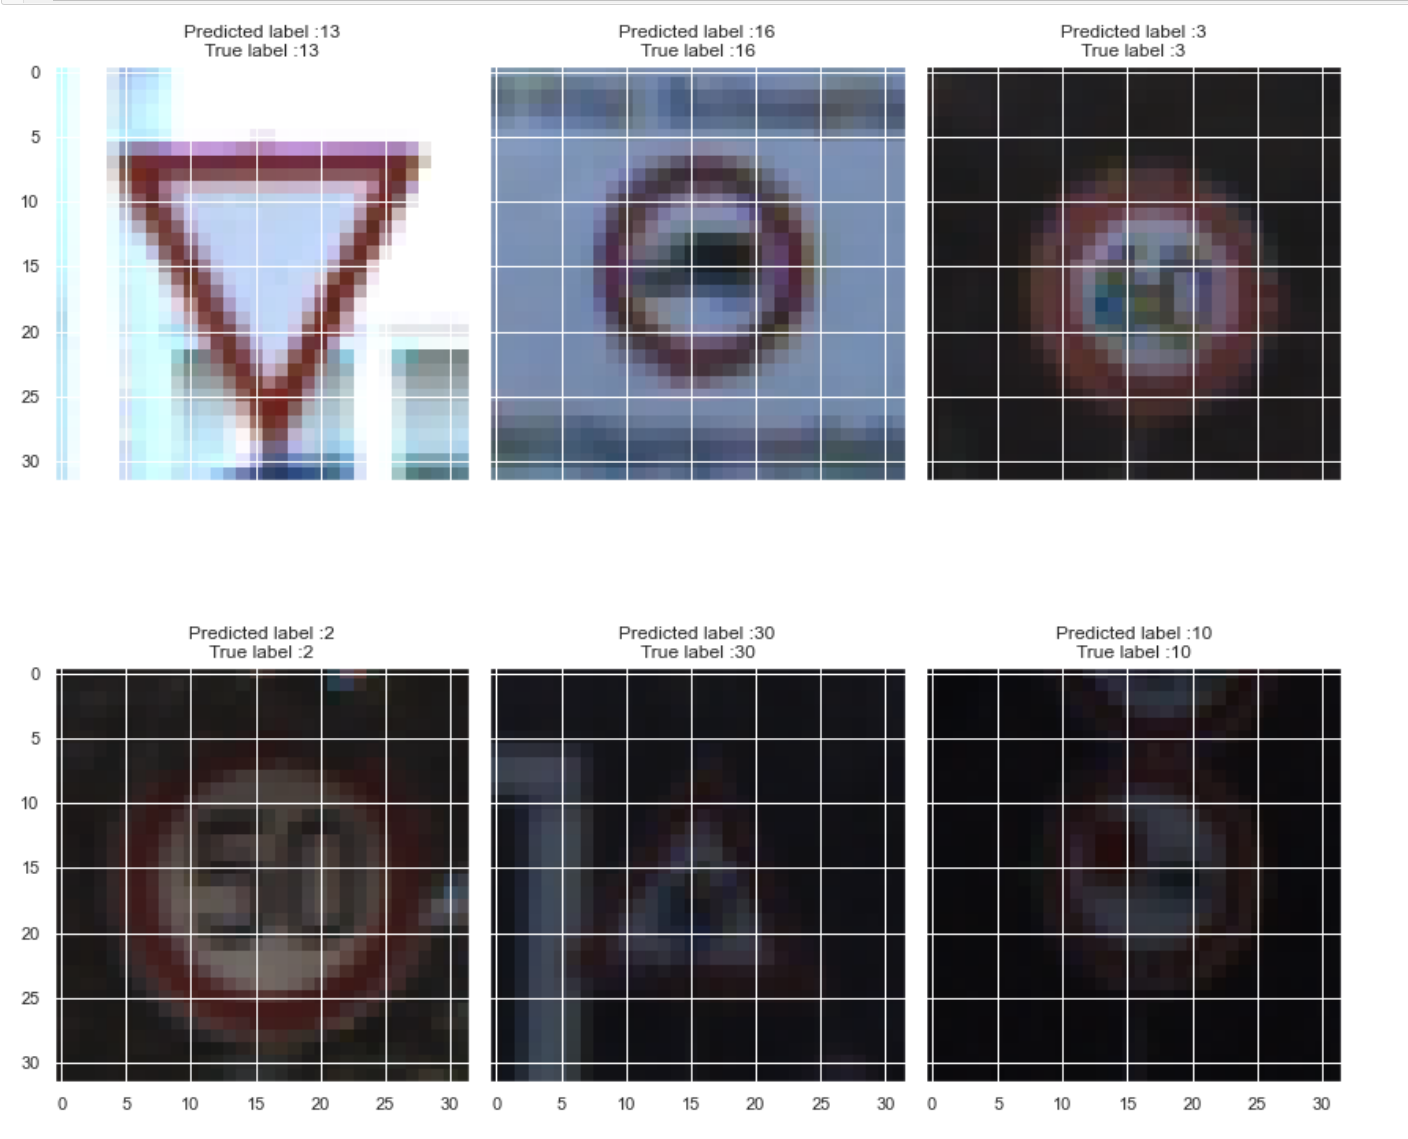 Predicted label :13
True label :13
Predicted label :16
True label :16
Predicted label :3
True label :3
0
5
10
15
20
25
30
Predicted label :2
True label :2
Predicted label :30
True label :30
Predicted label :10
True label :10
0
5
10
15
20
25
30
50
0 5 10 15 20 25 30 0 5 10 15 20 25 30 0 5 10 15 20 25 30